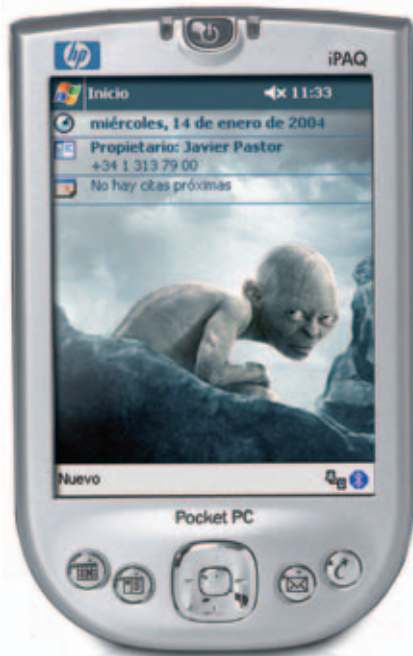 hp
iPAQ
Inicio 11:33
miércoles, 14 de enero de 2004
Propietario: Javier Pastor
+34 1 313 79 00
No hay citas próximas
Nuevo
Pocket PC